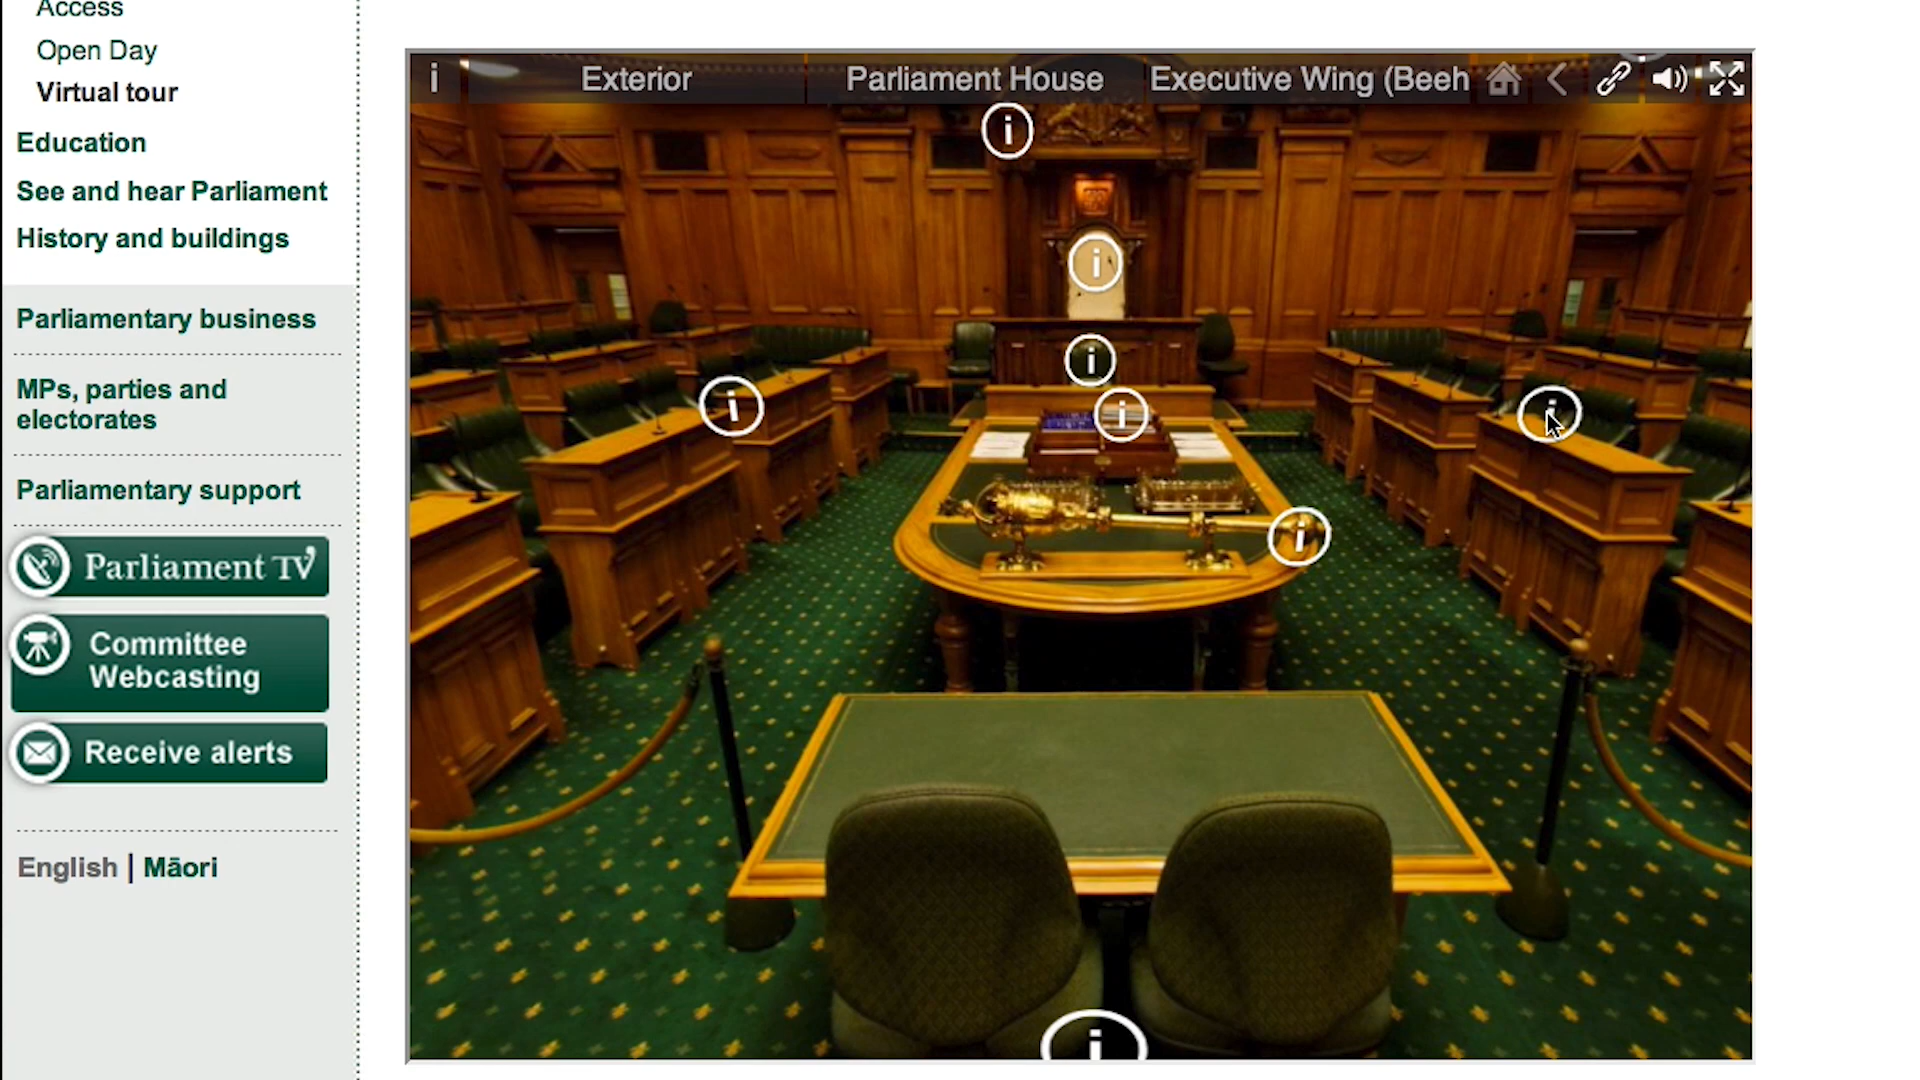 Access
Open Day
Virtual tour
Education
See and hear Parliament
History and buildings
Parliamentary business
MPs, parties and
electorates
Parliamentary support
Parliament TV
Committee
Webcasting
Receive alerts
English | Māori
i Exterior Parliament House Executive Wing (Beeh
i
i
i
i
i
i
i
i